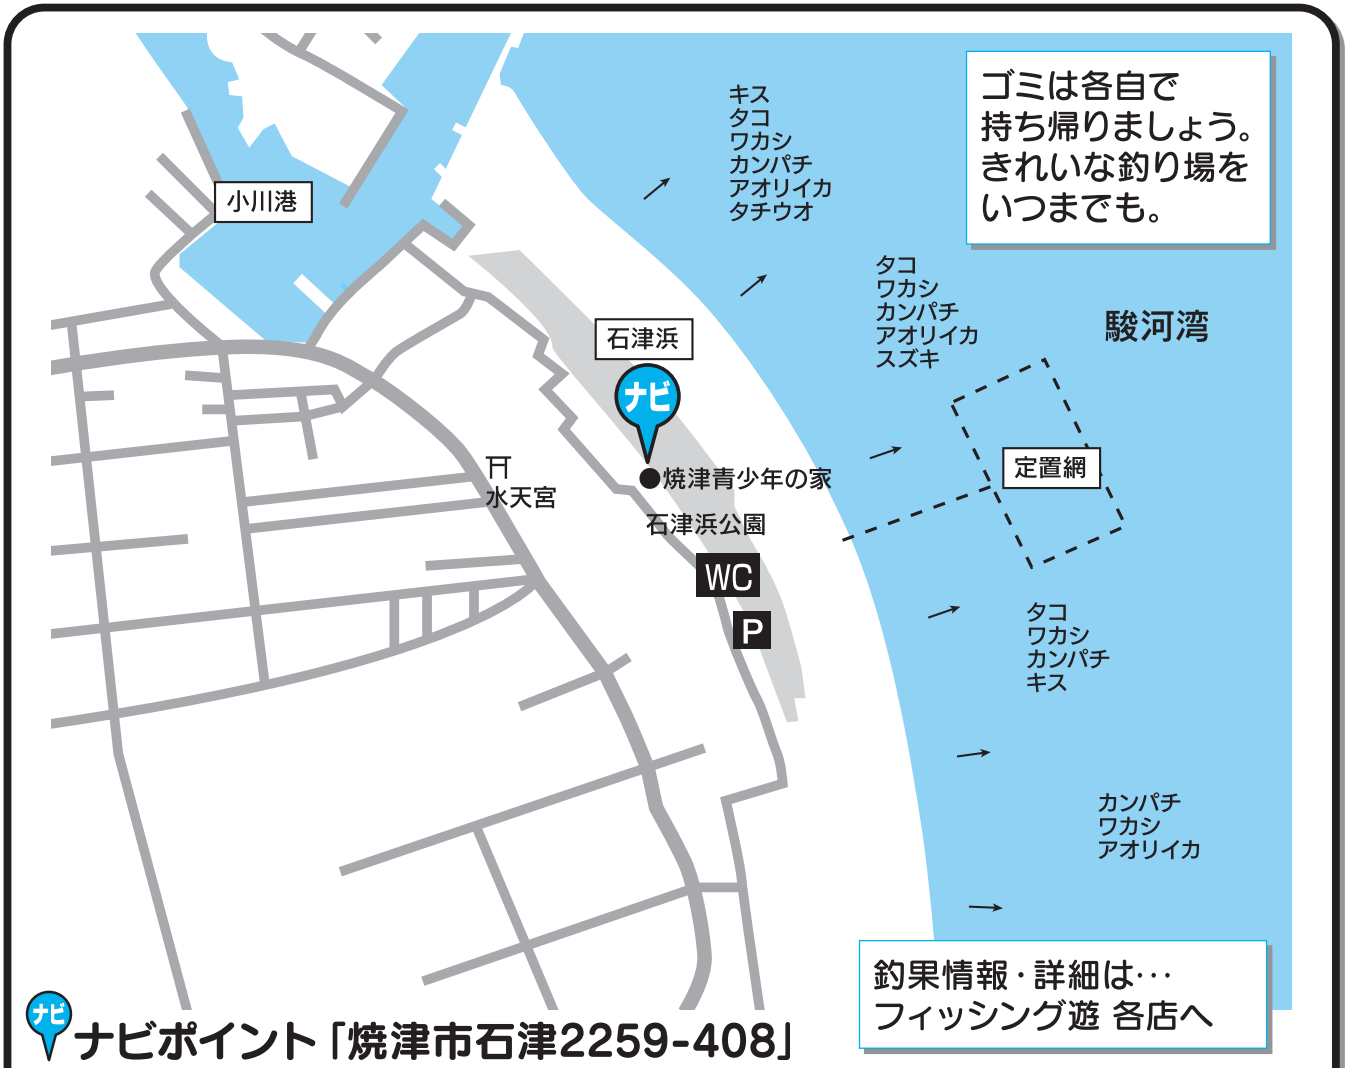 キス
タコ
ワカシ
カンパチ
アオリイカ
タチウオ
ゴミは各自で
持ち帰りましょう。
きれいな釣り場を
いつまでも。
小川港
タコ
ワカシ
カンパチ
アオリイカ
スズキ
駿河湾
石津浜
ナビ
定置網
水天宮
焼津青少年の家
石津浜公園
WC
P
タコ
ワカシ
カンパチ
キス
カンパチ
ワカシ
アオリイカ
釣果情報・詳細は…
フィッシング遊 各店へ
ナビ
ナビポイント「焼津市石津2259-408」